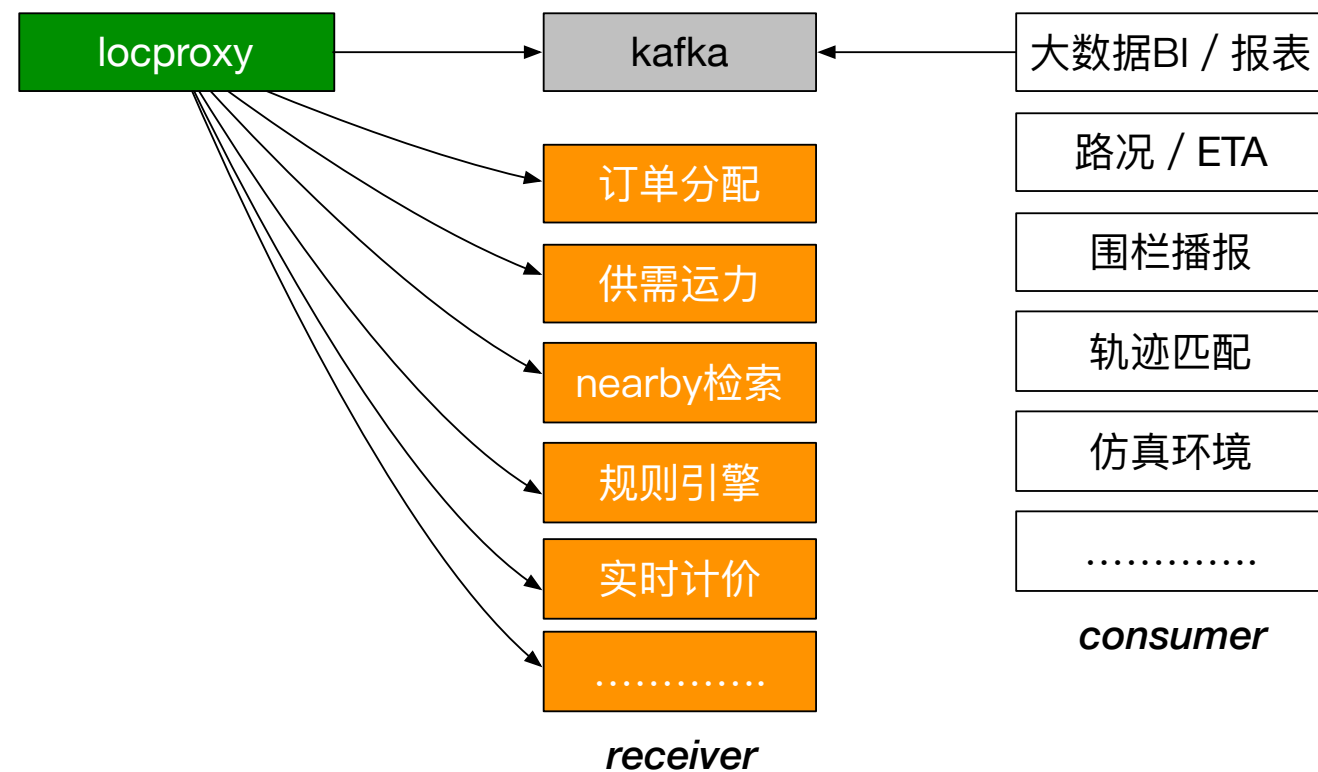 locproxy
kafka
大数据BI / 报表
订单分配
供需运力
nearby检索
规则引擎
实时计价
………….
receiver
路况 / ETA
围栏播报
轨迹匹配
仿真环境
………….
consumer